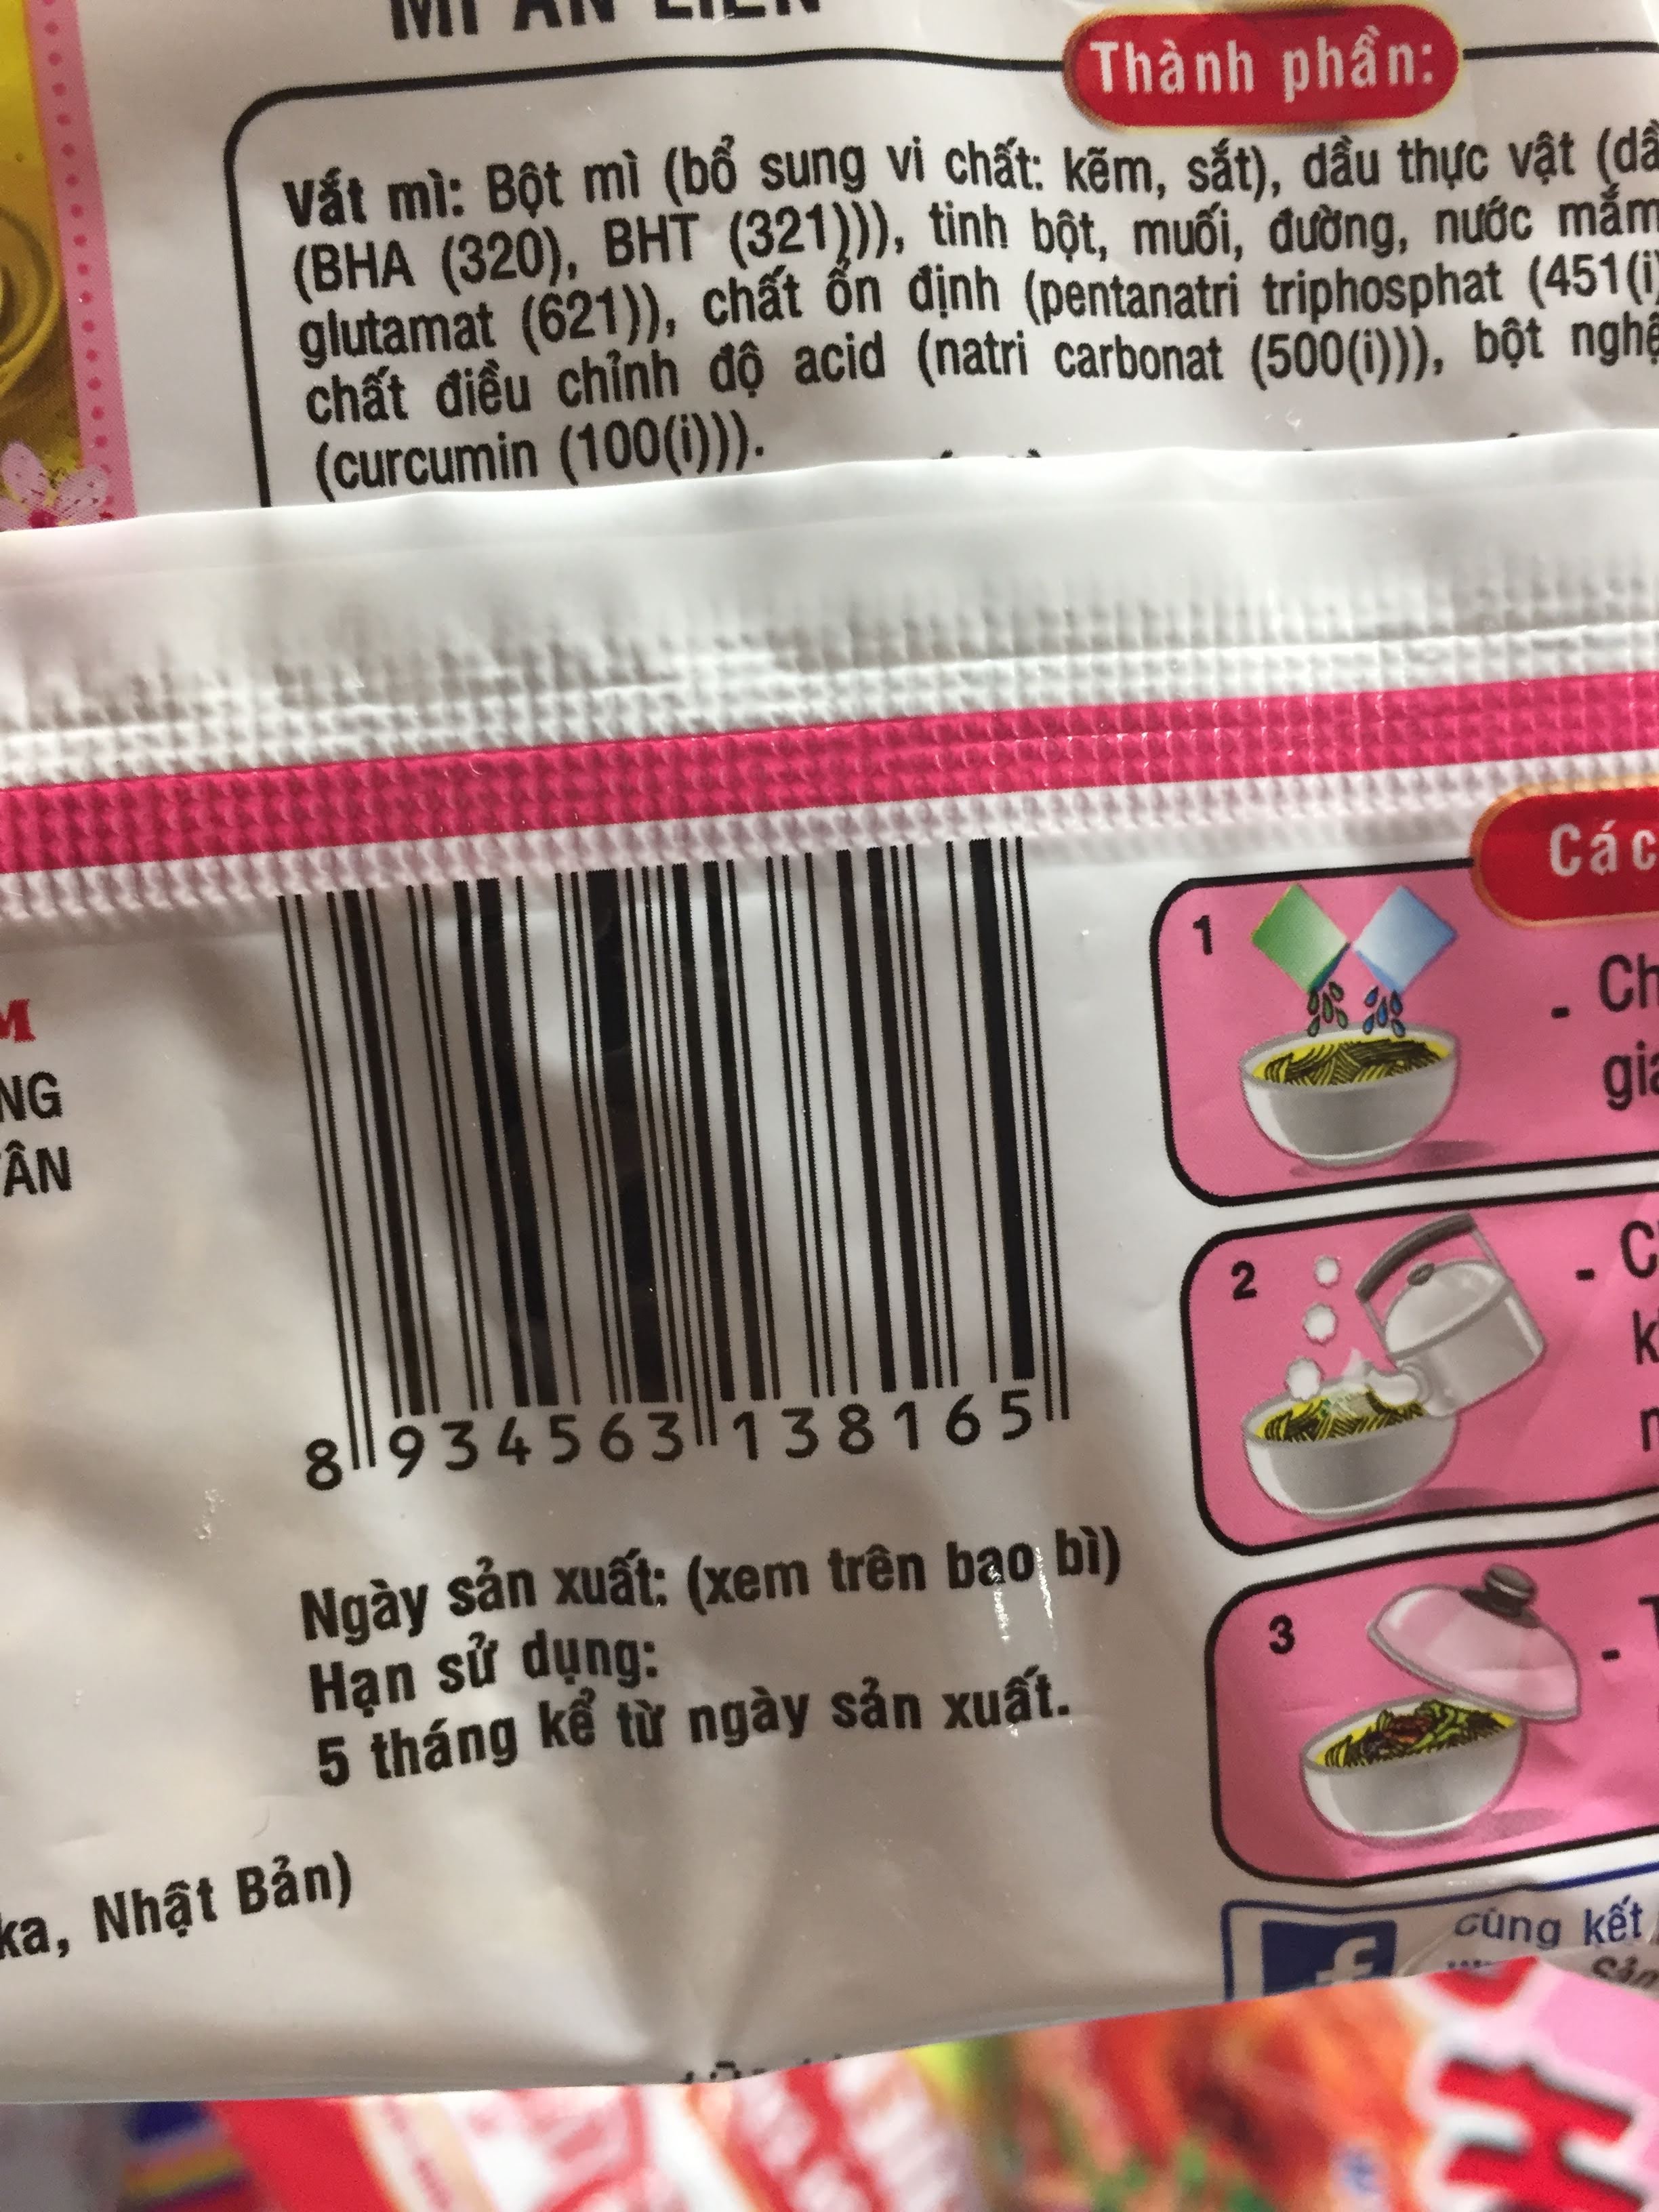 MÌ ĂN LIỀN
Thành phần:
Vắt mì: Bột mì (bổ sung vi chất: kẽm, sắt), dầu thực vật
(BHA (320), BHT (321))), tinh bột, muối, đường, nước mắm
glutamat (621)), chất ổn định (pentanatri triphosphat (451(i)
chất điều chỉnh độ acid (natri carbonat (500(i))), bột nghệ
(curcumin (100(i))).
M
NG
ÂN
8 934563 138165
Ngày sản xuất: (xem trên bao bì)
Hạn sử dụng:
5 tháng kể từ ngày sản xuất.
ka, Nhật Bản)
Các
1
- Ch
gia
2
- C
k
3
-
f
cùng kết